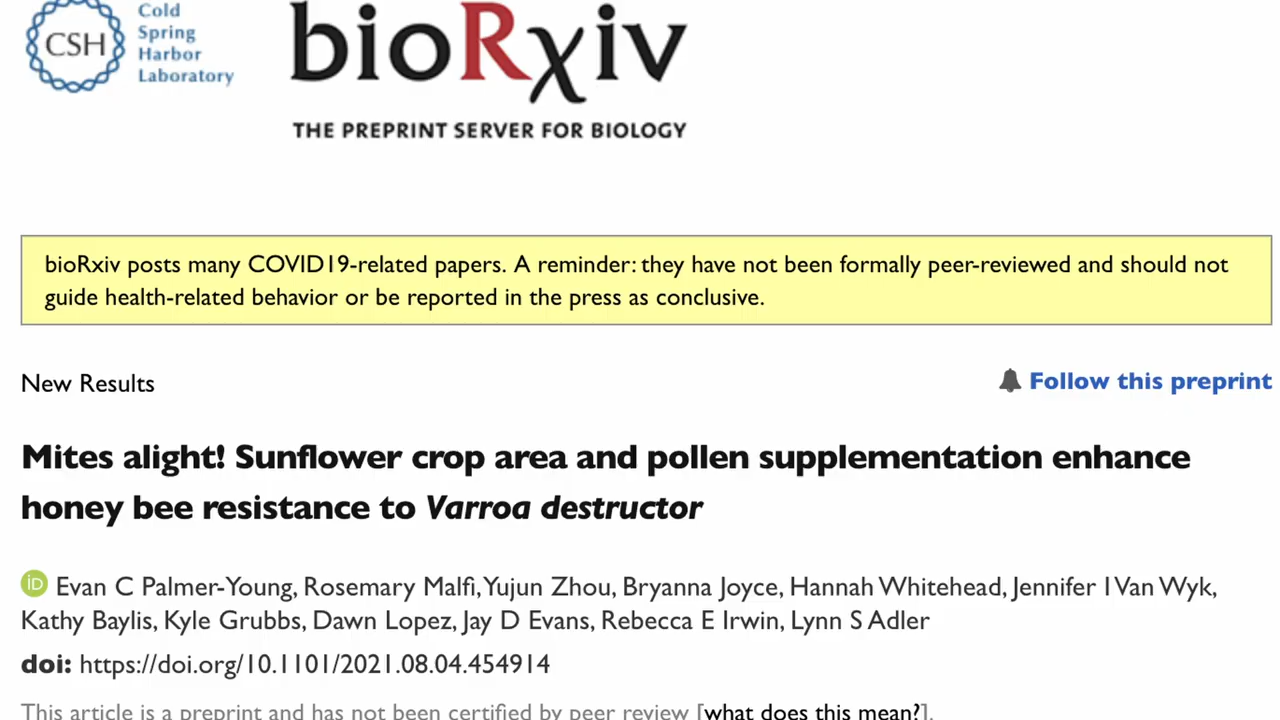 CSH
Cold
Spring
Harbor
Laboratory
bioRxiv
THE PREPRINT SERVER FOR BIOLOGY
bioRxiv posts many COVID19-related papers. A reminder: they have not been formally peer-reviewed and should not
guide health-related behavior or be reported in the press as conclusive.
New Results
Follow this preprint
Mites alight! Sunflower crop area and pollen supplementation enhance
honey bee resistance to Varroa destructor
iD Evan C Palmer-Young, Rosemary Malfi, Yujun Zhou, Bryanna Joyce, Hannah Whitehead, Jennifer I Van Wyk,
Kathy Baylis, Kyle Grubbs, Dawn Lopez, Jay D Evans, Rebecca E Irwin, Lynn S Adler
doi: https://doi.org/10.1101/2021.08.04.454914
This article is a preprint and has not been certified by peer review [what does this mean?].